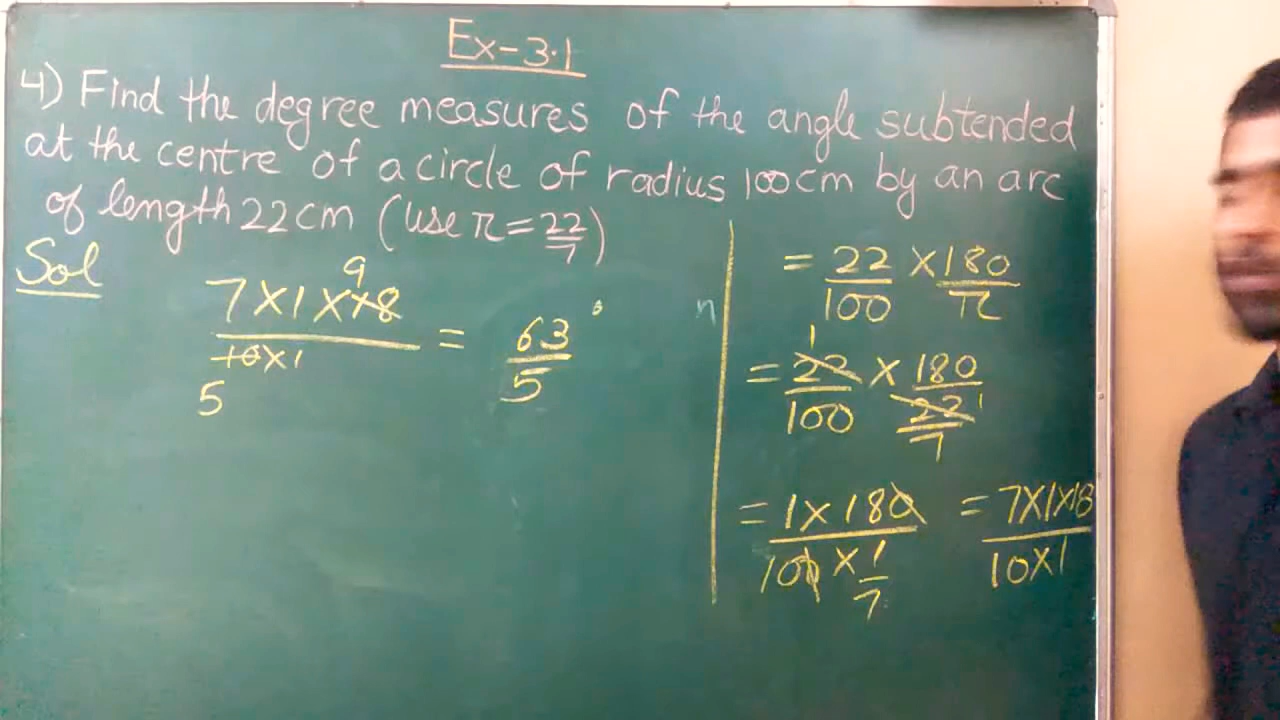 Ex-3.1
4) Find the degree measures of the angle subtended
at the centre of a circle of radius 100cm by an arc
of length 22cm (Use π = 22/7)
Sol
7×1×18 9 / 10×1 5 = 63/5 °
n
= 22/100 × 180/π
= 22/100 1 × 180/(22/7) 1
= 1×180/(100×1/7) = 7×1×18/10×1